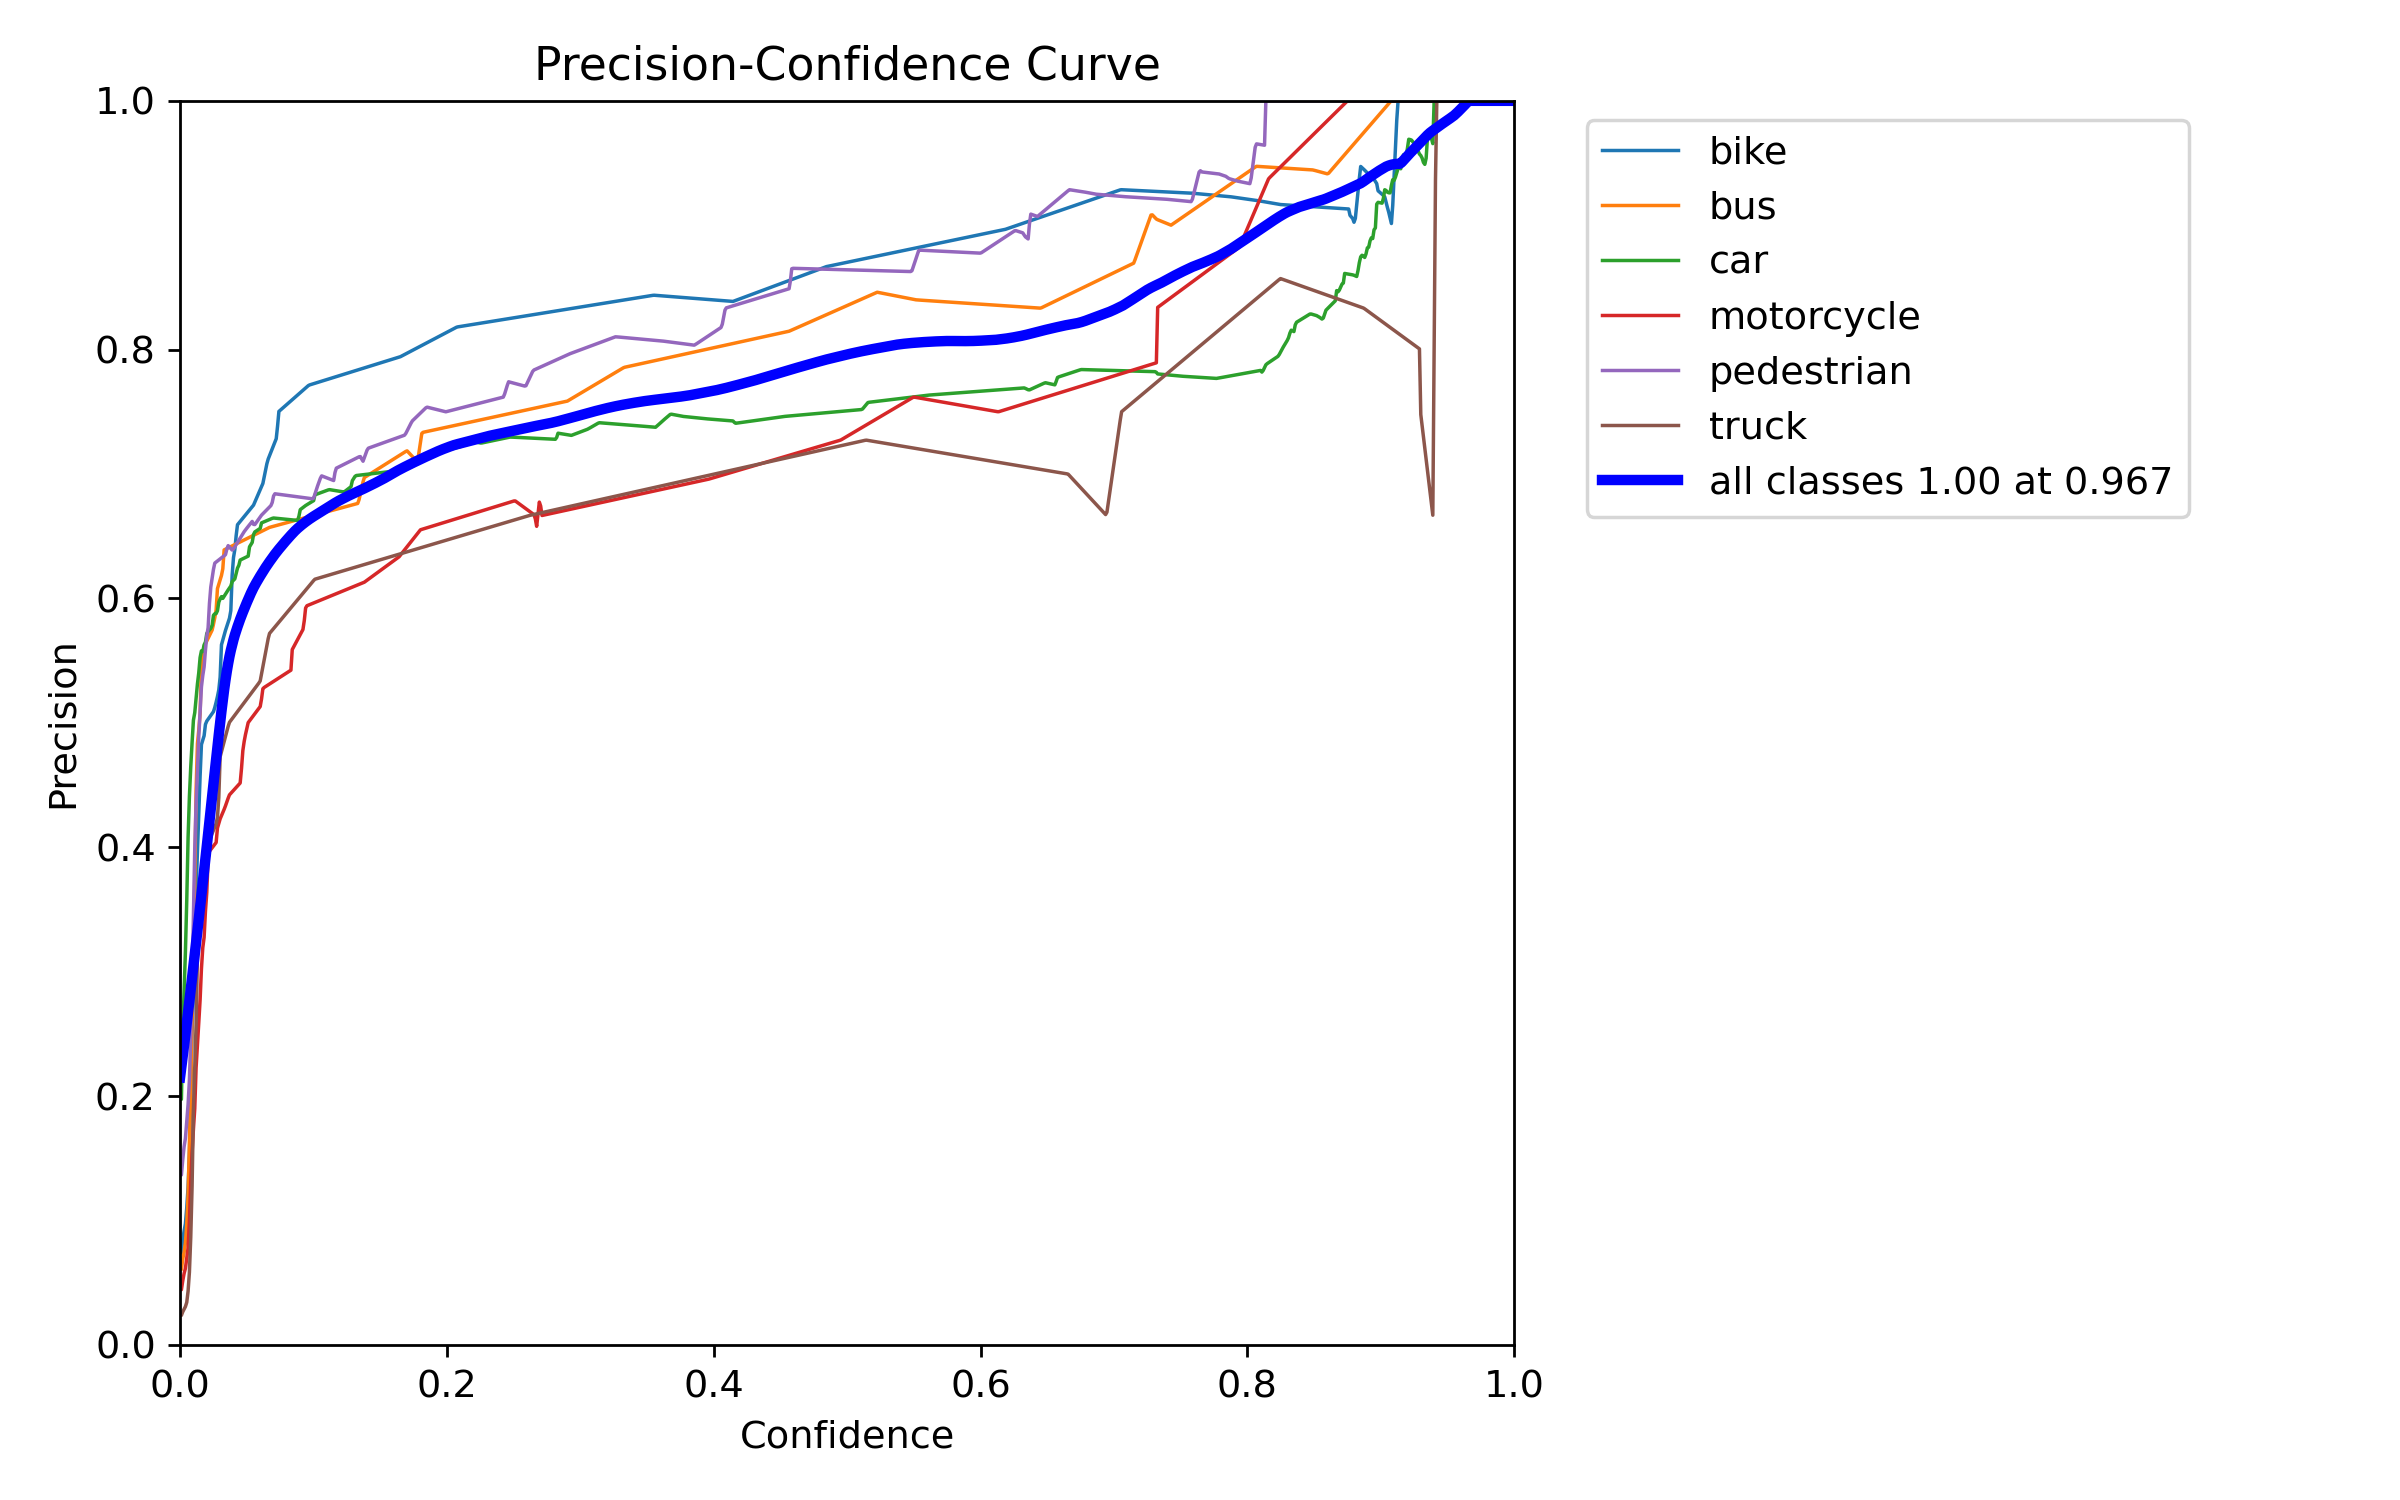 Precision-Confidence Curve
1.0
0.8
0.6
0.4
0.2
0.0
Precision
0.0 0.2 0.4 0.6 0.8 1.0
Confidence
bike
bus
car
motorcycle
pedestrian
truck
all classes 1.00 at 0.967